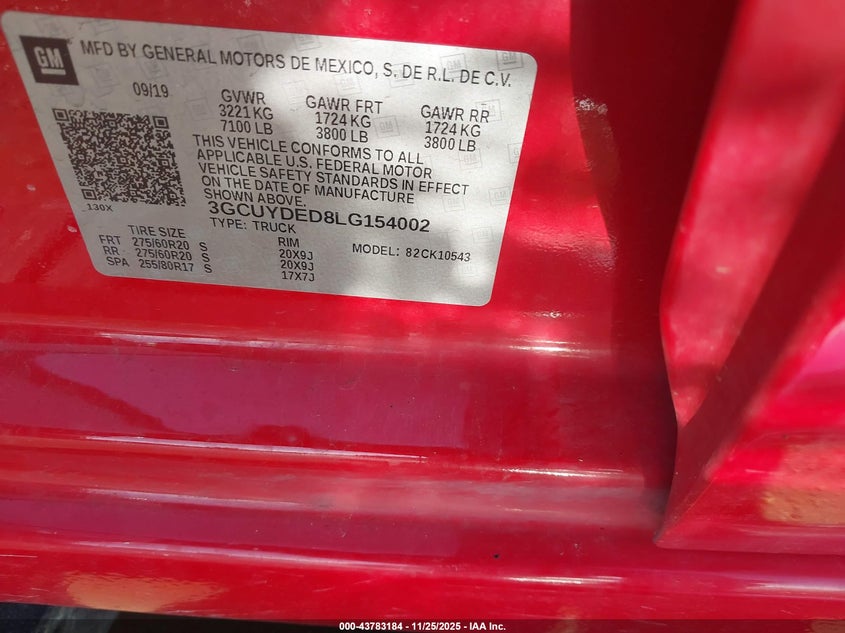 GM
MFD BY GENERAL MOTORS DE MEXICO, S. DE R.L. DE C.V.
09/19 GVWR GAWR FRT GAWR RR
3221 KG 1724 KG 1724 KG
7100 LB 3800 LB 3800 LB
THIS VEHICLE CONFORMS TO ALL
APPLICABLE U.S. FEDERAL MOTOR
VEHICLE SAFETY STANDARDS IN EFFECT
ON THE DATE OF MANUFACTURE
SHOWN ABOVE.
_130X
3GCUYDED8LG154002
TYPE: TRUCK
MODEL: 82CK10543
TIRE SIZE RIM
FRT 275/60R20 S 20X9J
RR 275/60R20 S 20X9J
SPA 255/80R17 S 17X7J
000-43783184 - 11/25/2025 - IAA Inc.